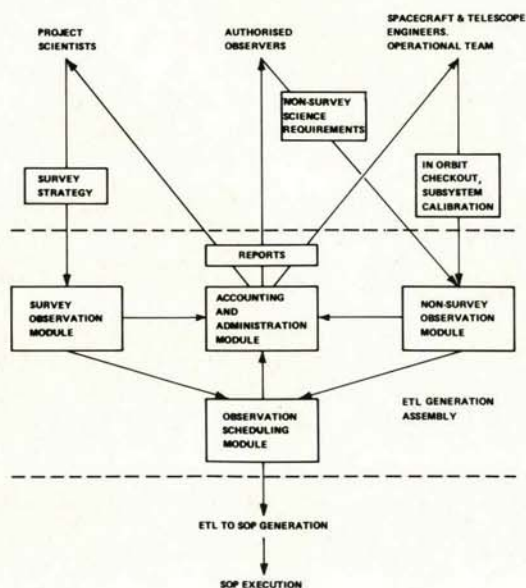 PROJECT
SCIENTISTS
AUTHORISED
OBSERVERS
SPACECRAFT & TELESCOPE
ENGINEERS.
OPERATIONAL TEAM
NON-SURVEY
SCIENCE
REQUIREMENTS
SURVEY
STRATEGY
IN ORBIT
CHECKOUT,
SUBSYSTEM
CALIBRATION
REPORTS
SURVEY
OBSERVATION
MODULE
ACCOUNTING
AND
ADMINISTRATION
MODULE
NON-SURVEY
OBSERVATION
MODULE
ETL GENERATION
ASSEMBLY
OBSERVATION
SCHEDULING
MODULE
ETL TO SOP GENERATION
SOP EXECUTION